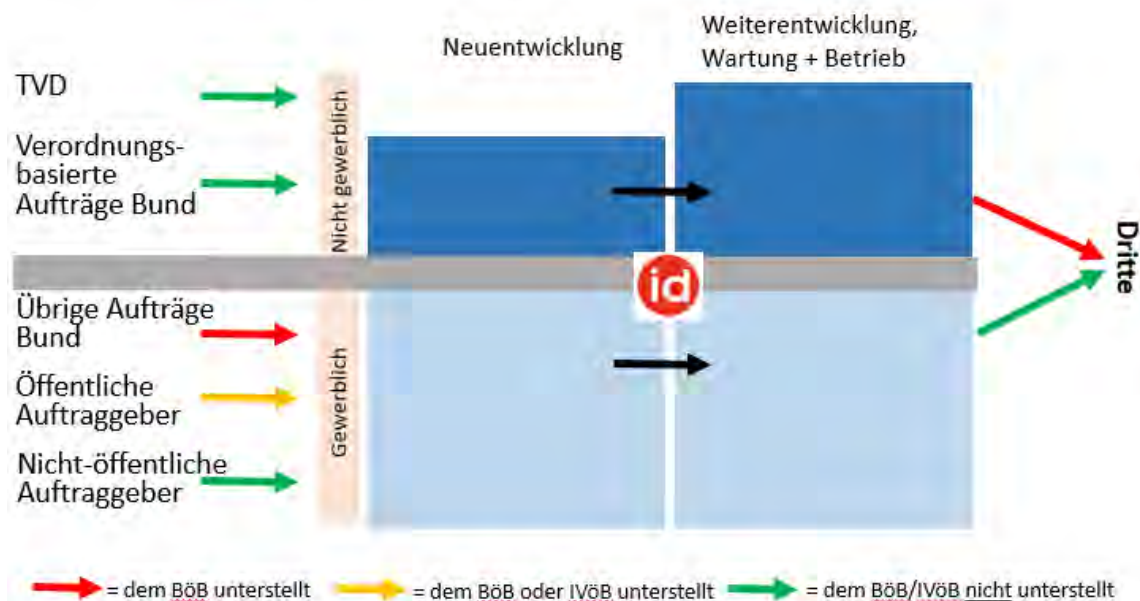 Neuentwicklung
Weiterentwicklung,
Wartung + Betrieb
TVD
Verordnungs-
basierte
Aufträge Bund
Nicht gewerblich
id
Dritte
Übrige Aufträge
Bund
Öffentliche
Auftraggeber
Nicht-öffentliche
Auftraggeber
Gewerblich
= dem BöB unterstellt
= dem BöB oder IVöB unterstellt
= dem BöB/IVöB nicht unterstellt